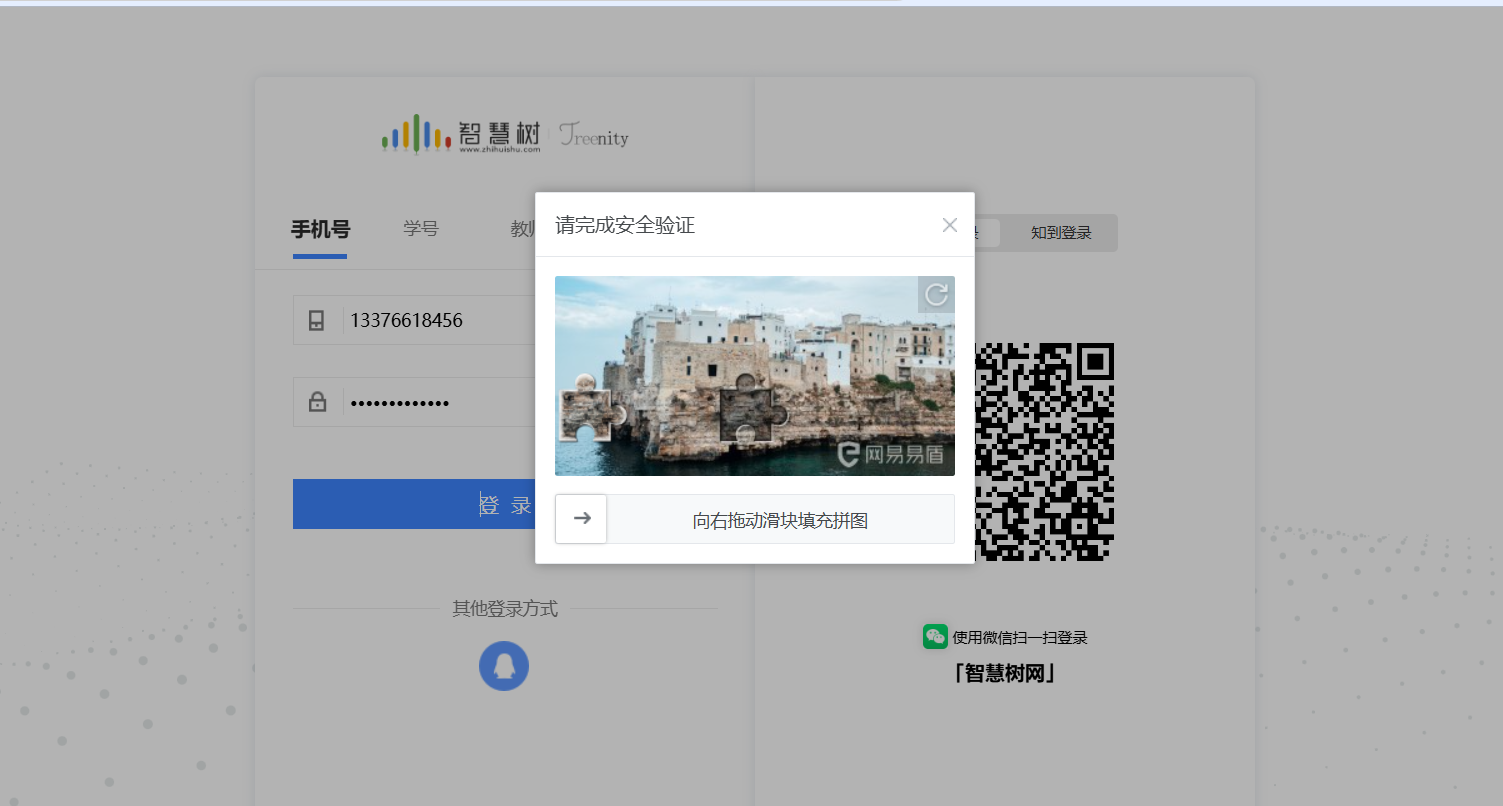 智慧树
www.zhihuishu.com
Treenity
手机号
学号
请完成安全验证
知到登录
13376618456
网易易盾
登 录
向右拖动滑块填充拼图
其他登录方式
使用微信扫一扫登录
「智慧树网」